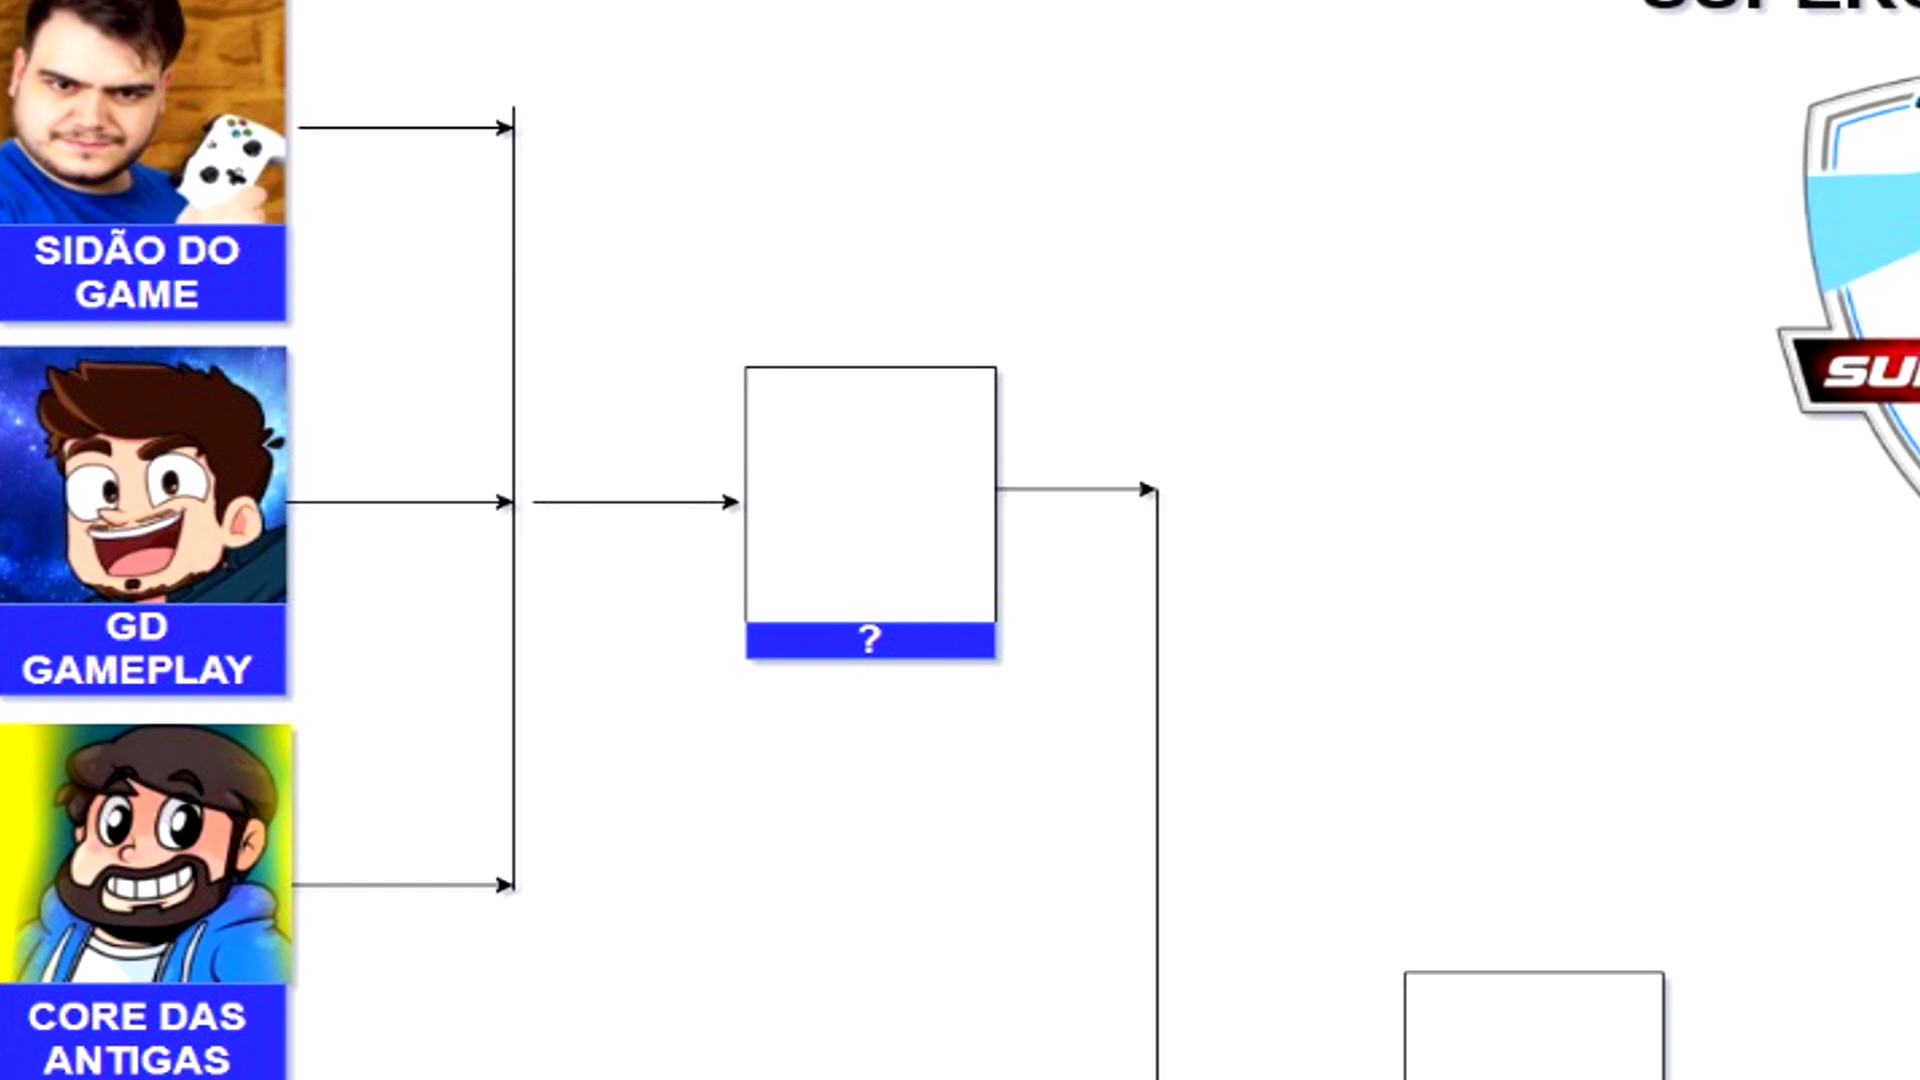 SIDÃO DO
GAME
GD
GAMEPLAY
?
CORE DAS
ANTIGAS